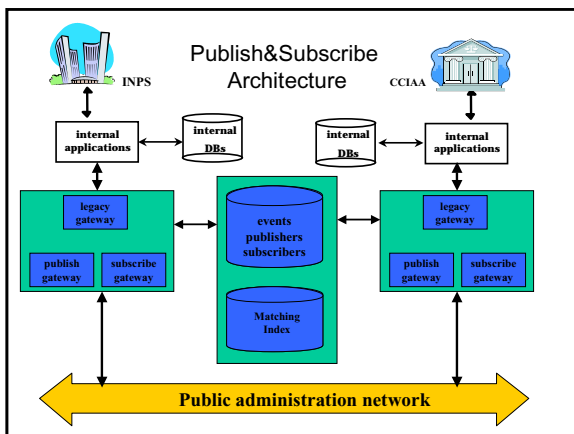 Publish&Subscribe
Architecture
INPS
CCIAA
internal
applications
internal
DBs
internal
DBs
internal
applications
legacy
gateway
publish
gateway
subscribe
gateway
events
publishers
subscribers
Matching
Index
legacy
gateway
publish
gateway
subscribe
gateway
Public administration network